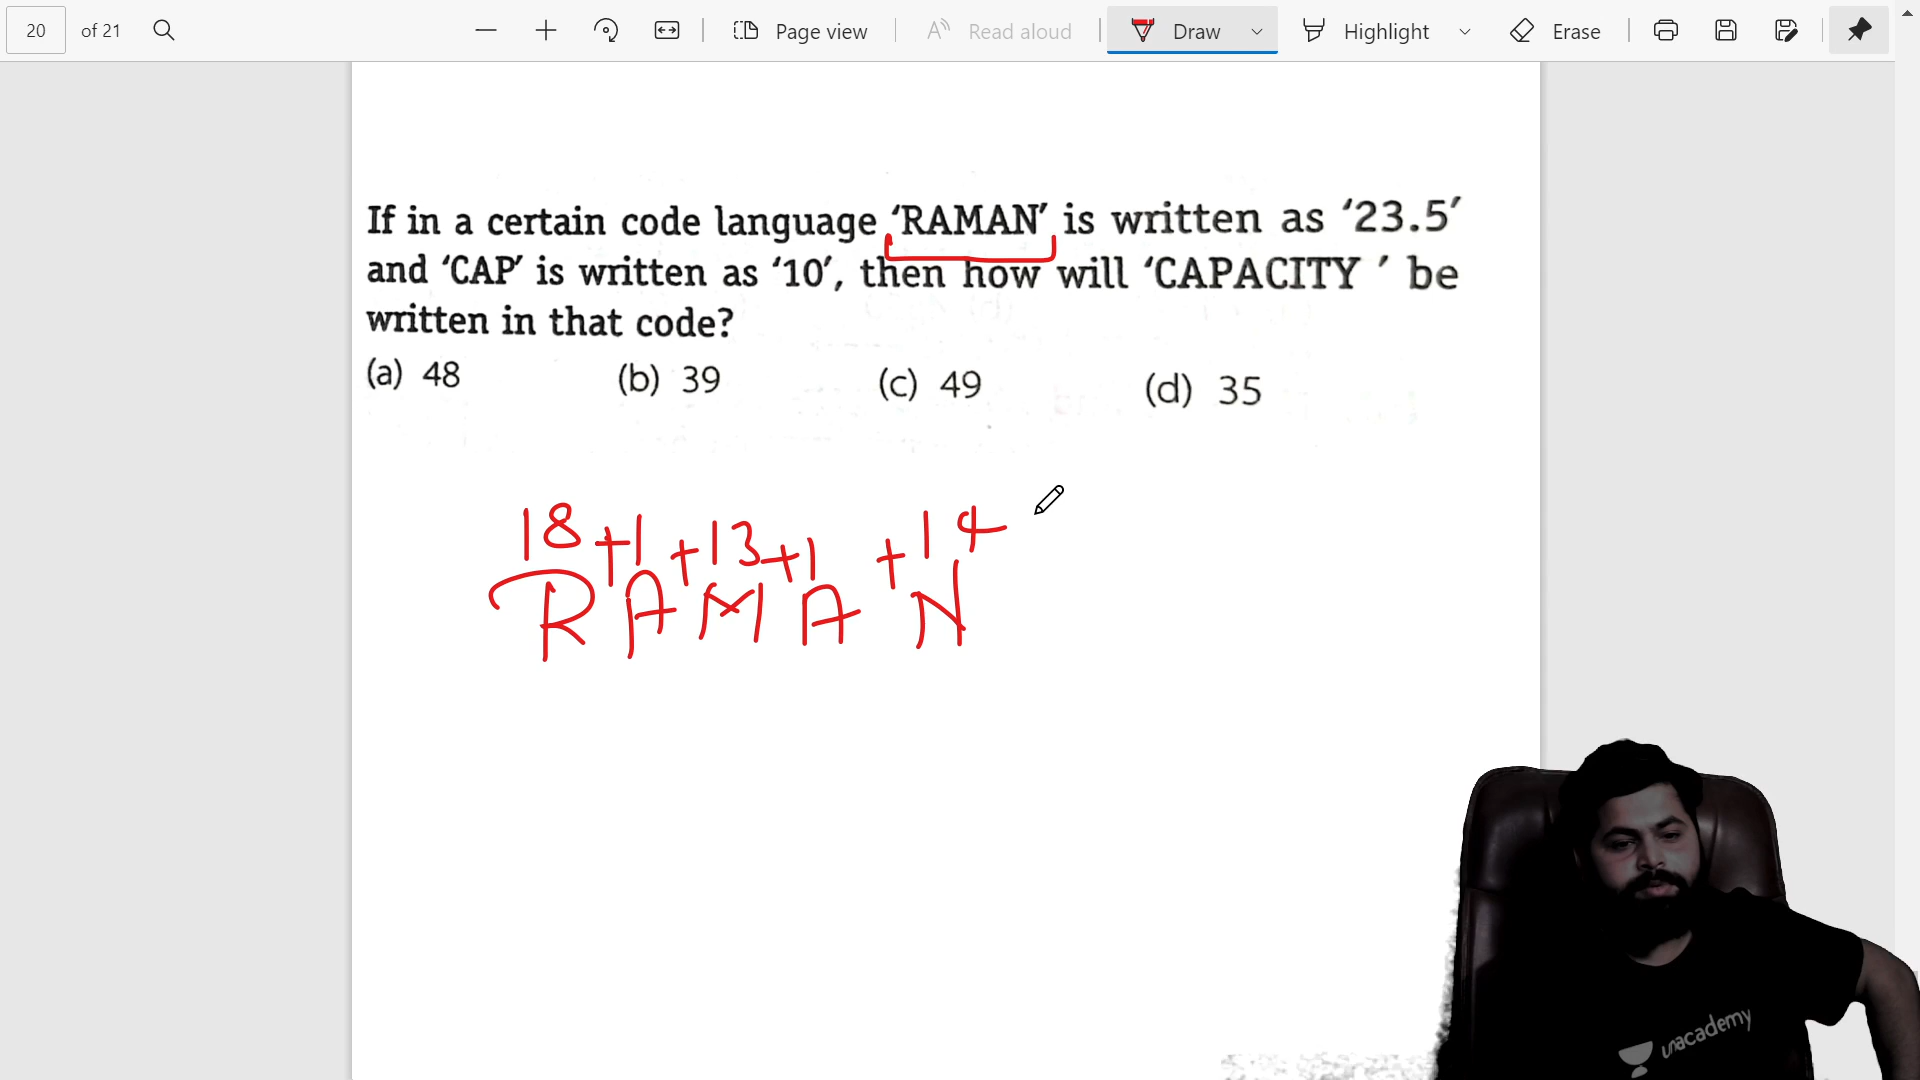 20 of 21 Page view Read aloud Draw Highlight Erase
If in a certain code language ‘RAMAN’ is written as ‘23.5’
and ‘CAP’ is written as ‘10’, then how will ‘CAPACITY ’ be
written in that code?
(a) 48 (b) 39 (c) 49 (d) 35
18 +1 +13 +1 +14
R A M A N
unacademy